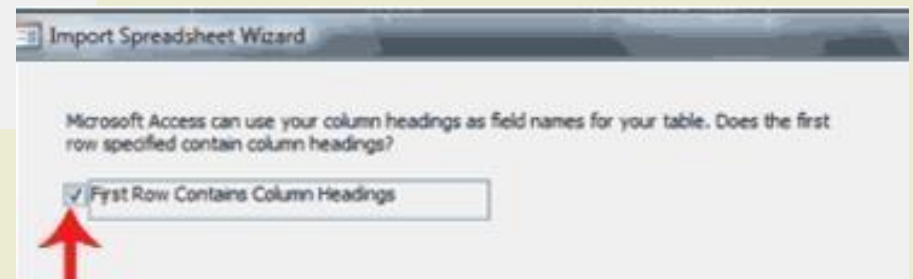 Import Spreadsheet Wizard
Microsoft Access can use your column headings as field names for your table. Does the first
row specified contain column headings?
First Row Contains Column Headings